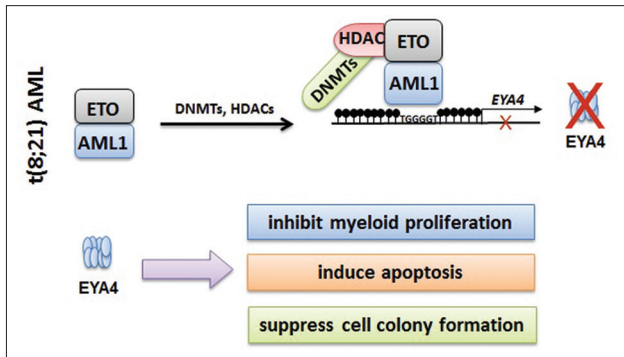 t(8;21) AML
ETO
AML1
DNMTs, HDACs
HDAC
DNMTs
ETO
AML1
TGGGGT
EYA4
EYA4
EYA4
inhibit myeloid proliferation
induce apoptosis
suppress cell colony formation